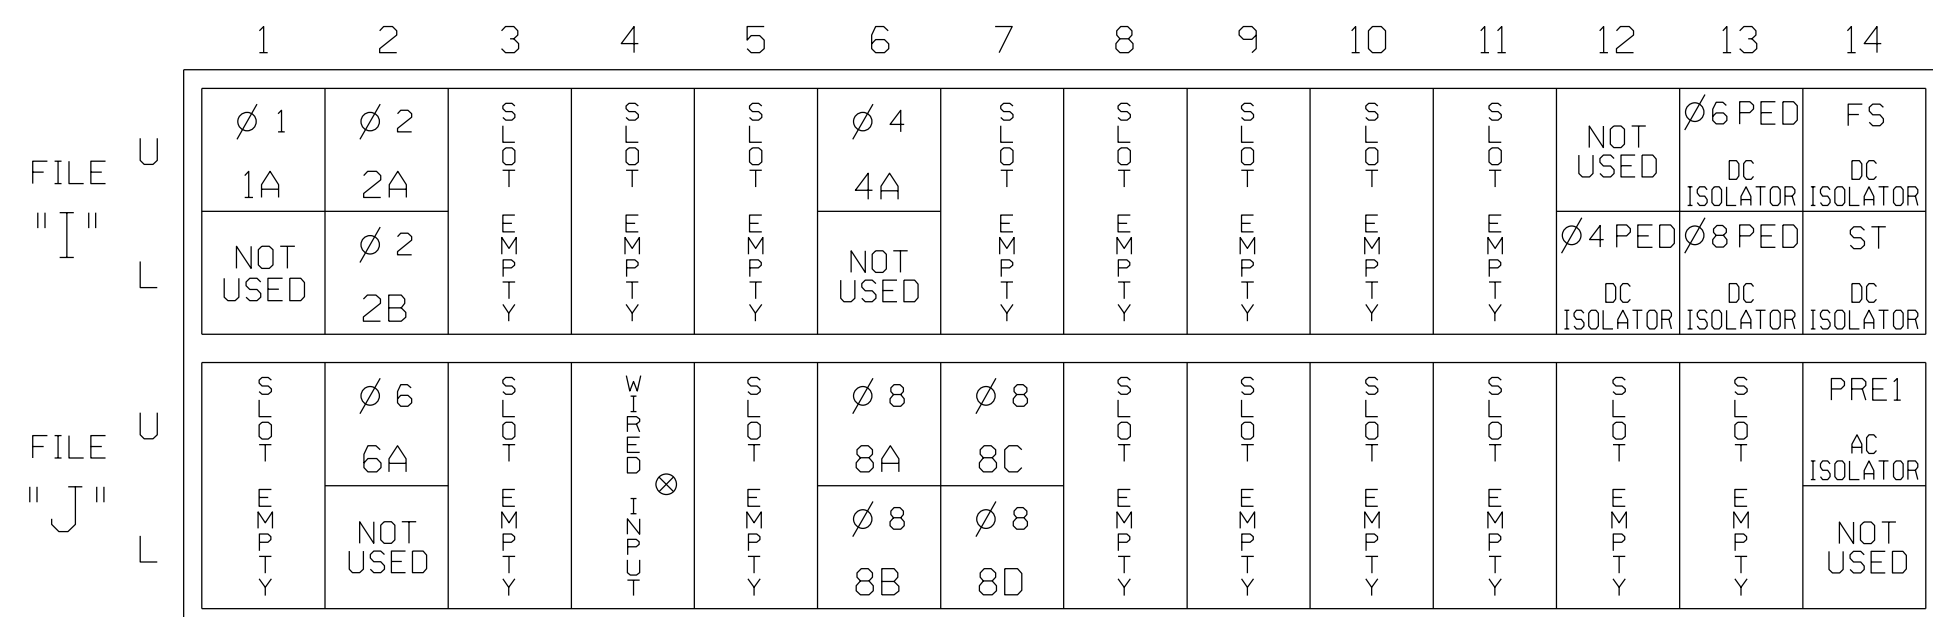 1 2 3 4 5 6 7 8 9 10 11 12 13 14
FILE "I"
U
L
Ø 1
1A
NOT
USED
Ø 2
2A
Ø 2
2B
SLOT EMPTY
SLOT EMPTY
SLOT EMPTY
Ø 4
4A
NOT
USED
SLOT EMPTY
SLOT EMPTY
SLOT EMPTY
SLOT EMPTY
SLOT EMPTY
NOT
USED
Ø4 PED
DC
ISOLATOR
Ø6 PED
DC
ISOLATOR
Ø8 PED
DC
ISOLATOR
FS
DC
ISOLATOR
ST
DC
ISOLATOR
FILE
"J"
U
L
SLOT EMPTY
Ø 6
6A
NOT
USED
SLOT EMPTY
WIRED INPUT
SLOT EMPTY
Ø 8
8A
Ø 8
8B
Ø 8
8C
Ø 8
8D
SLOT EMPTY
SLOT EMPTY
SLOT EMPTY
SLOT EMPTY
SLOT EMPTY
SLOT EMPTY
PRE1
AC
ISOLATOR
NOT
USED